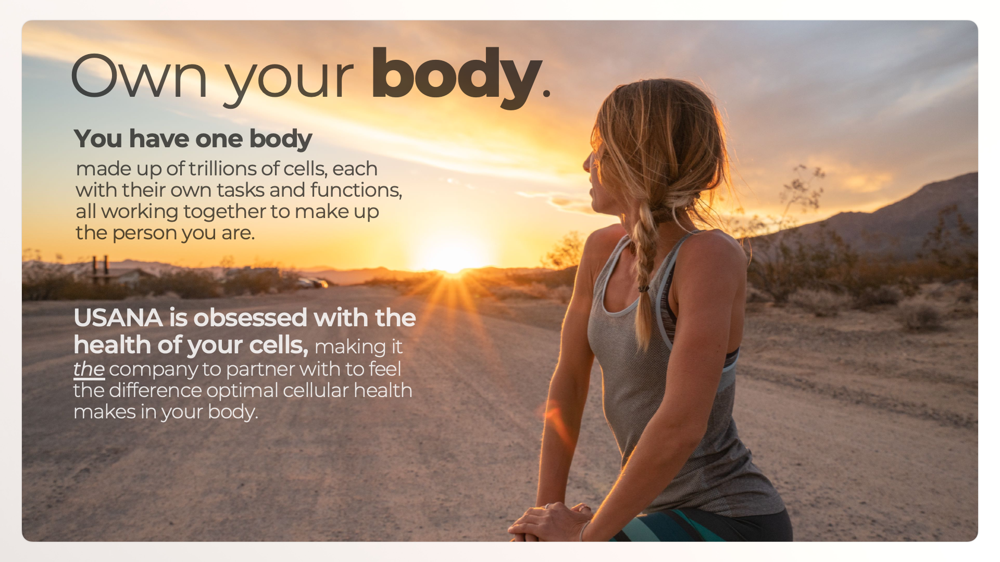 Own your body.
You have one body
made up of trillions of cells, each
with their own tasks and functions,
all working together to make up
the person you are.
USANA is obsessed with the
health of your cells, making it
the company to partner with to feel
the difference optimal cellular health
makes in your body.